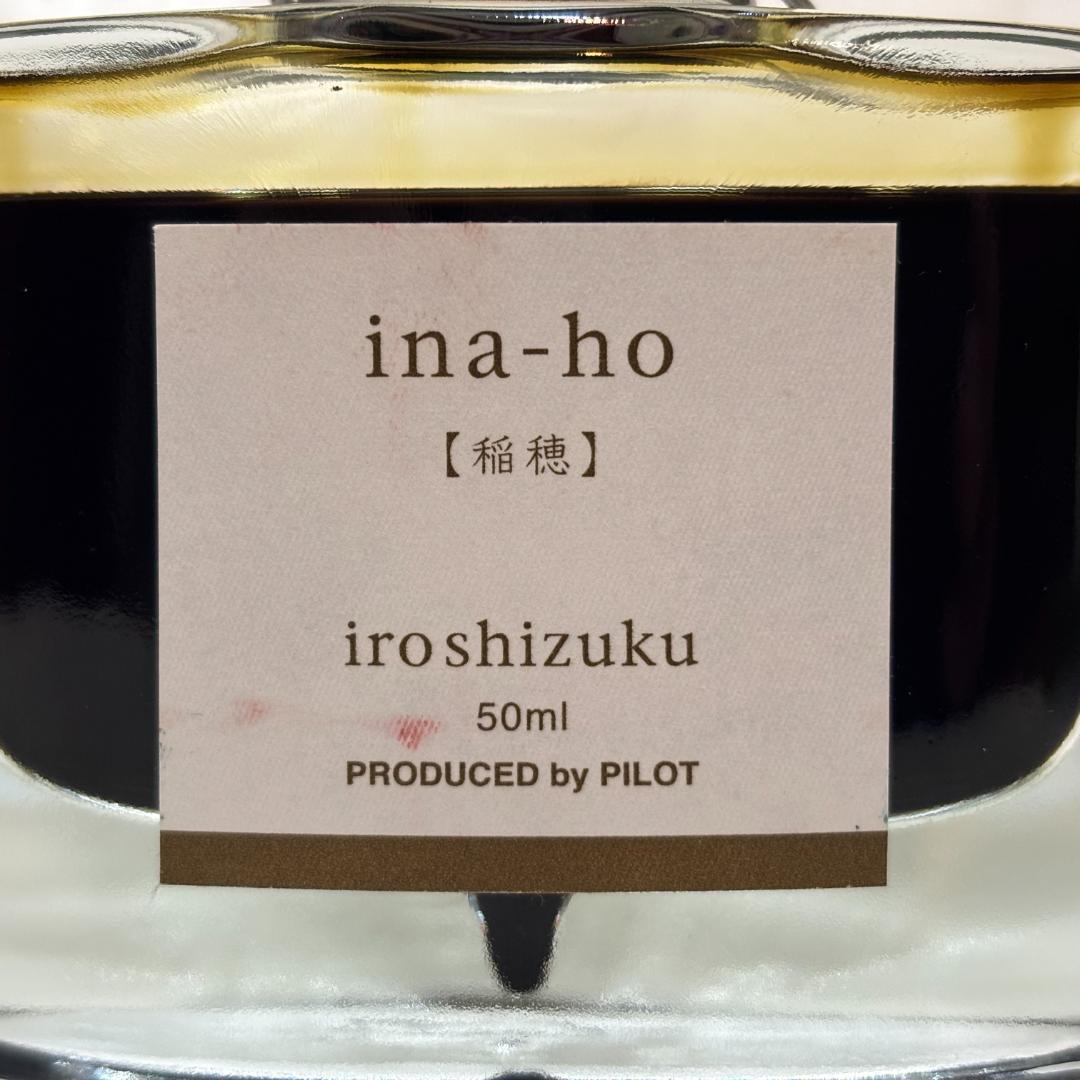 ina-ho
【稲穂】
iroshizuku
50ml
PRODUCED by PILOT